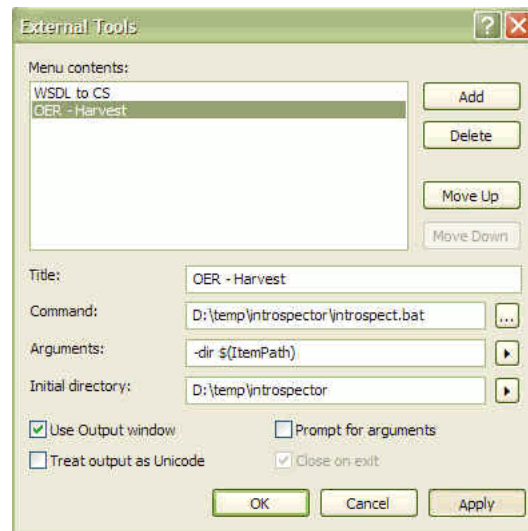 External Tools
Menu contents:
WSDL to CS
OER - Harvest
Add
Delete
Move Up
Move Down
Title:
OER - Harvest
Command:
D:\temp\introspector\introspect.bat
...
Arguments:
-dir $(ItemPath)
Initial directory:
D:\temp\introspector
Use Output window
Prompt for arguments
Treat output as Unicode
Close on exit
OK
Cancel
Apply